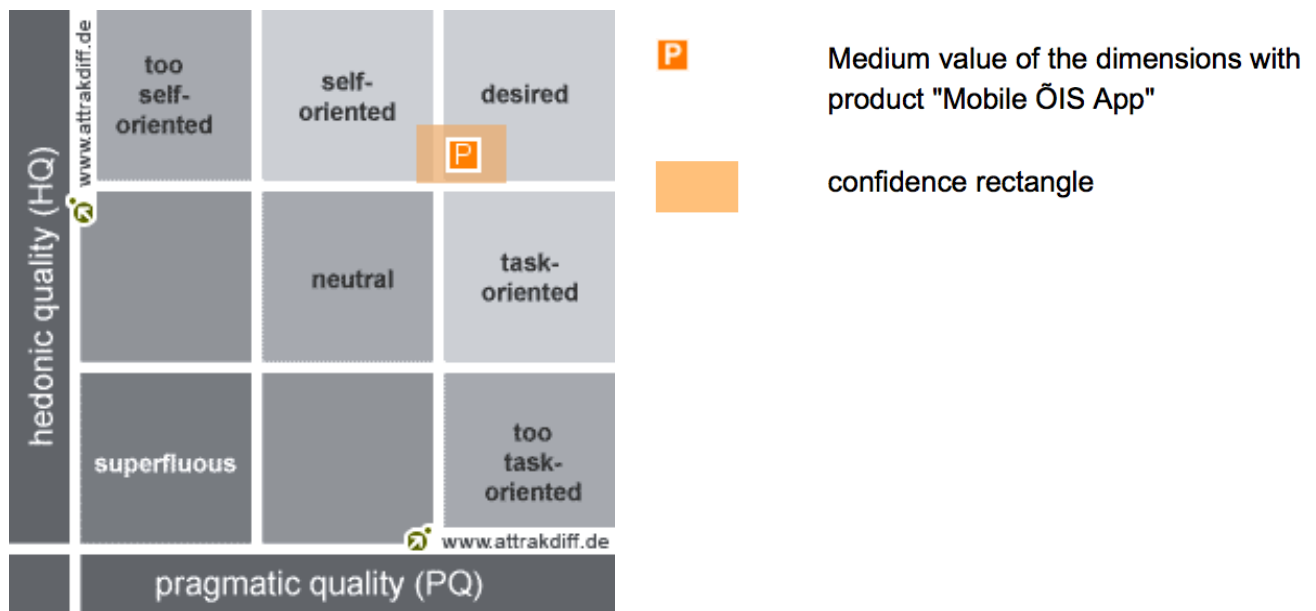 www.attrakdiff.de
too
self-
oriented
self-
oriented
desired
P
neutral
task-
oriented
superfluous
too
task-
oriented
www.attrakdiff.de
hedonic quality (HQ)
pragmatic quality (PQ)
P
Medium value of the dimensions with
product "Mobile ÕIS App"
confidence rectangle